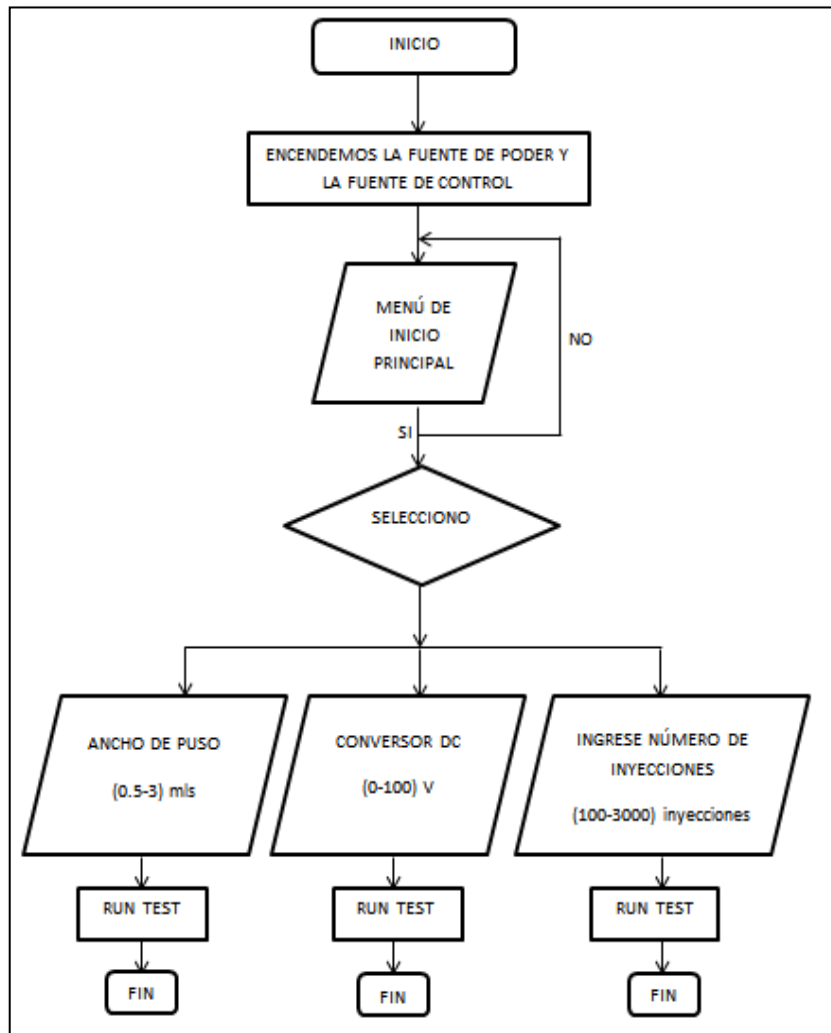 INICIO
ENCENDEMOS LA FUENTE DE PODER Y
LA FUENTE DE CONTROL
MENÚ DE
INICIO
PRINCIPAL
NO
SI
SELECCIONO
ANCHO DE PUSO
(0.5-3) mls
CONVERSOR DC
(0-100) V
INGRESE NÚMERO DE
INYECCIONES
(100-3000) inyecciones
RUN TEST
RUN TEST
RUN TEST
FIN
FIN
FIN